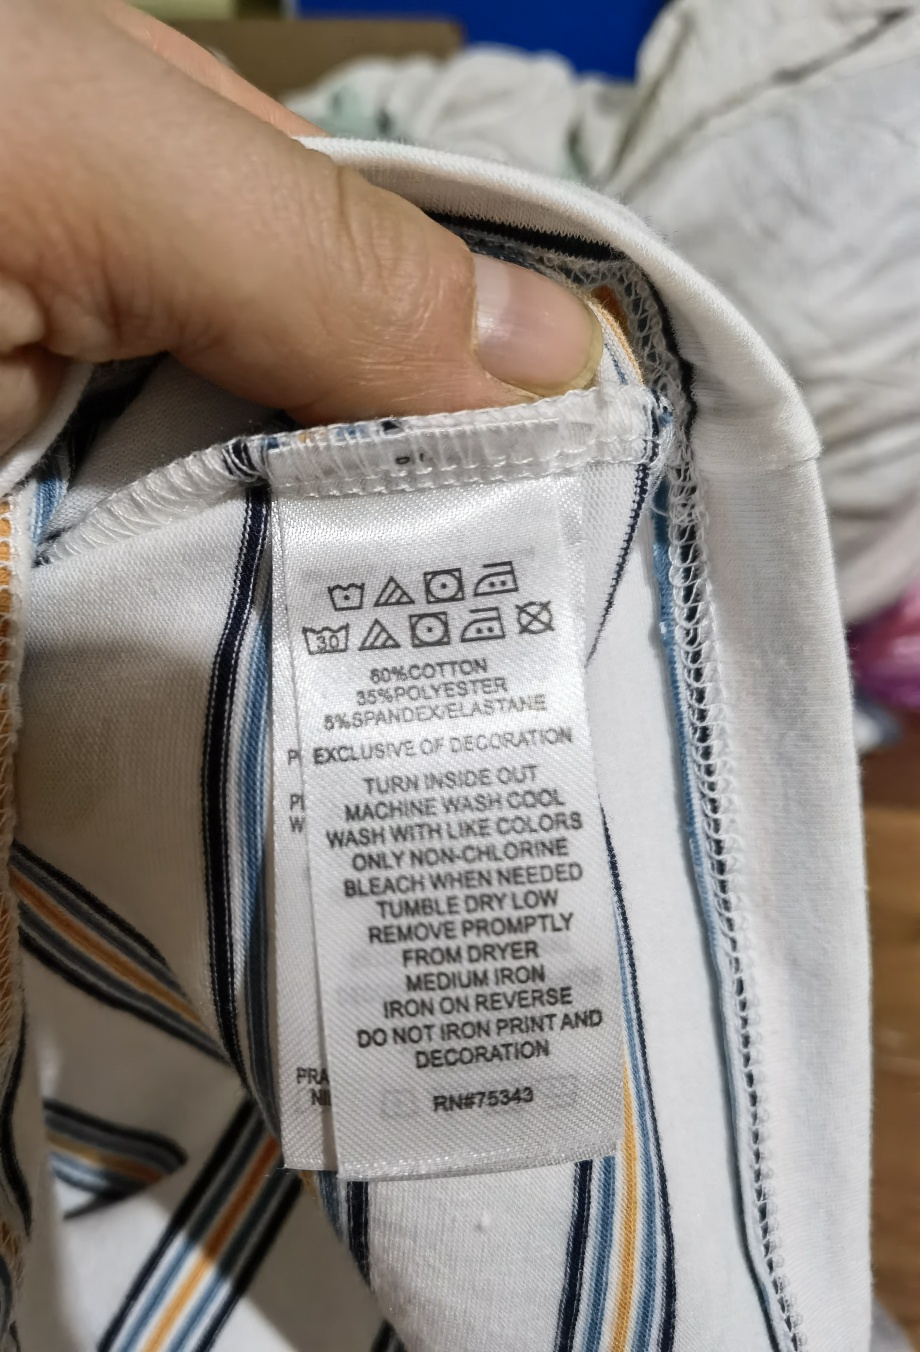 30
60%COTTON
35%POLYESTER
5%SPANDEX/ELASTANE
EXCLUSIVE OF DECORATION
TURN INSIDE OUT
MACHINE WASH COOL
WASH WITH LIKE COLORS
ONLY NON-CHLORINE
BLEACH WHEN NEEDED
TUMBLE DRY LOW
REMOVE PROMPTLY
FROM DRYER
MEDIUM IRON
IRON ON REVERSE
DO NOT IRON PRINT AND
DECORATION
RN#75343